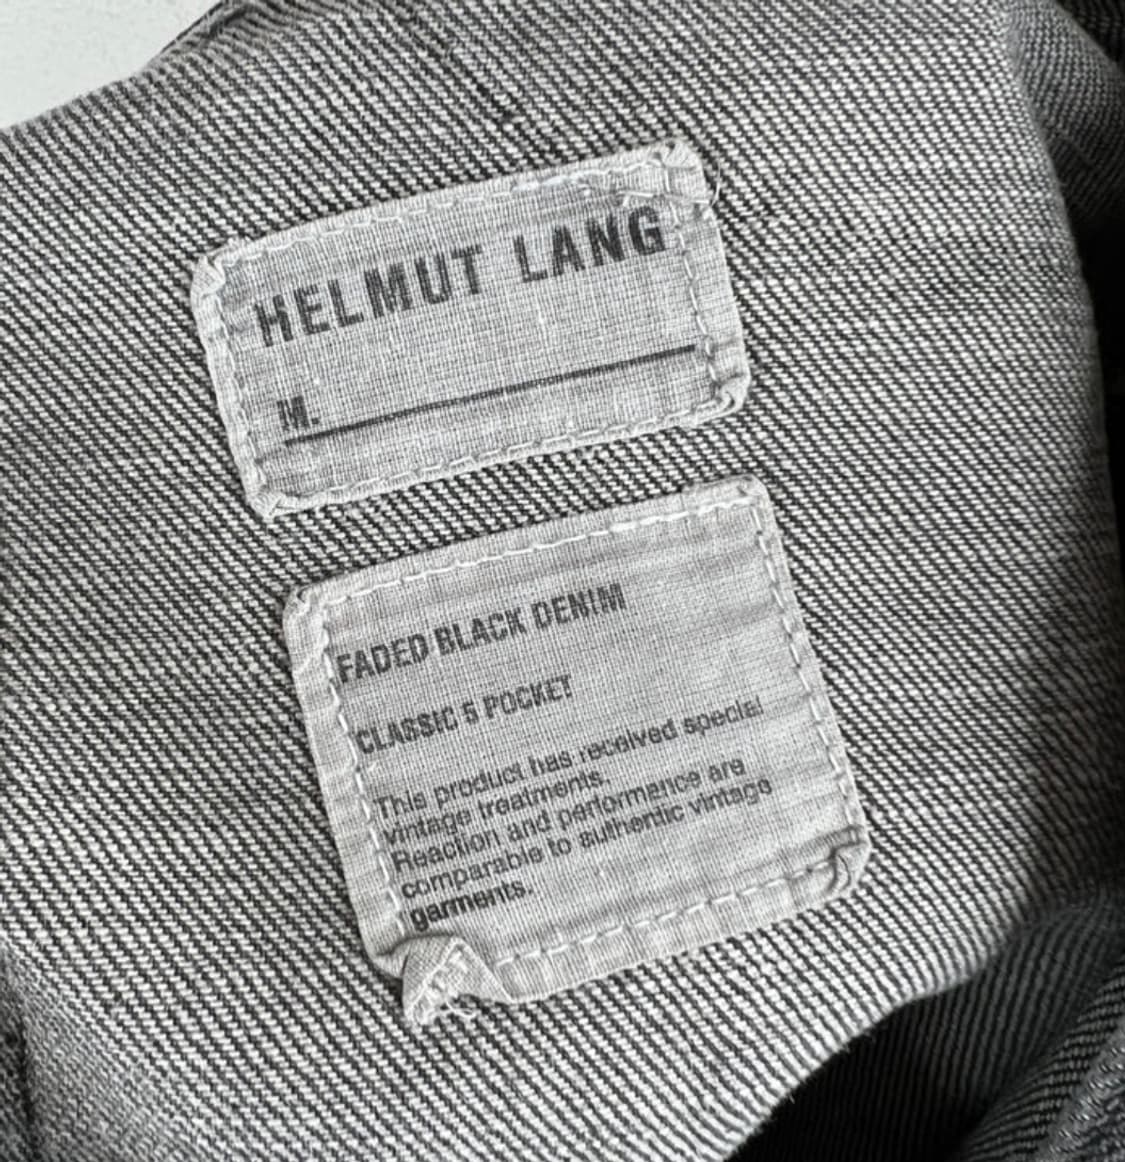 HELMUT LANG
M.
FADED BLACK DENIM
CLASSIC 5 POCKET
This product has received special
vintage treatments.
Reaction and performance are
comparable to authentic vintage
garments.